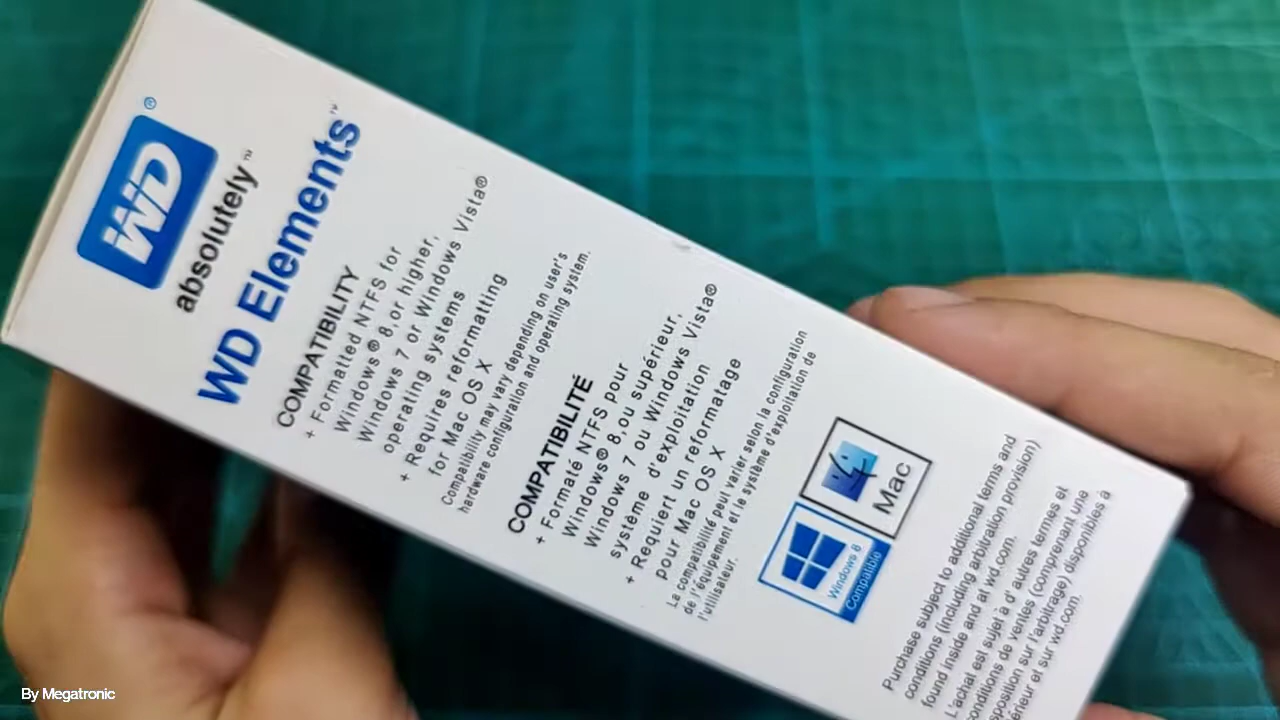 WD®
absolutely™
WD Elements™
COMPATIBILITY
+ Formatted NTFS for
Windows® 8,or higher,
Windows 7 or Windows Vista®
operating systems
+ Requires reformatting
for Mac OS X
Compatibility may vary depending on user's
hardware configuration and operating system.
COMPATIBILITÉ
+ Formaté NTFS pour
Windows® 8,ou supérieur,
Windows 7 ou Windows Vista®
système d'exploitation
+ Requiert un reformatage
pour Mac OS X
La compatibilité peut varier selon la configuration
de l'équipement et le système d'exploitation de
l'utilisateur.
Windows 8
Compatible
Mac
Purchase subject to additional terms and
conditions (including arbitration provision)
found inside and at wd.com.
L'achat est sujet à d' autres termes et
conditions de ventes (comprenant une
sposition sur l'arbitrage) disponibles à
érieur et sur wd.com.
By Megatronic